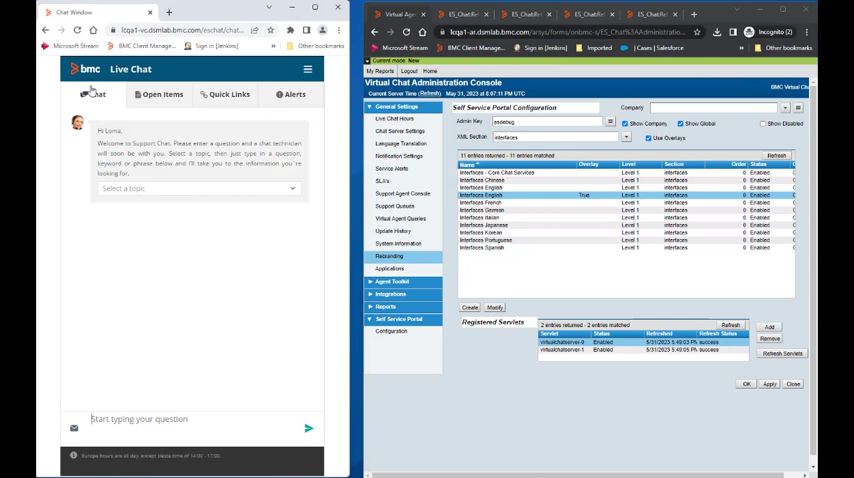 Chat Window
lcqa1-vc.dsmlab.bmc.com/eschat/chat
Microsoft Stream
BMC Client Manage...
Sign in [Jenkins]
Other bookmarks
bmc Live Chat
Chat
Open Items
Quick Links
Alerts
Welcome to Support Chat. Please enter a question and a chat technician
will soon be with you. Select a topic, then just type in a question,
keyword or phrase below and I'll take you to the information you're
looking for.
Select a topic
Start typing your question
Europe hours are all day, except siesta time of 14:00 - 17:00.
Virtual Agent
ES_ChatRe
ES_ChatRe
ES_ChatRe
ES_ChatRe
lcqa1-ar.dsmlab.bmc.com/arsys/forms/onbmc-s/ES_Chat%3AAdministration...
Incognito (2)
Microsoft Stream
BMC Client Manage...
Sign in [Jenkins]
Imported
Cases | Salesforce
Other bookmarks
Current mode: New
My Reports
Logout
Home
Virtual Chat Administration Console
Current Server Time (Refresh) May 31, 2023 8:07:11 PM
BMC Virtual Cha
General Settings
Live Chat Hours
Chat Server Settings
Language Translation
Notification Settings
Service Alerts
SLA's
Support Agent Console
Support Queues
Virtual Agent Queries
Update History
System Information
Rebranding
Applications
Agent Toolkit
Integrations
Reports
Self Service Portal
Configuration
Self Service Portal Configuration
Company
Admin Key
esdebug
Show Company
Show Global
Show Disabled
XML Section
interfaces
Use Overlays
11 entries returned - 11 entries matched
Refresh
Name Overlay Level Section Order Status
Interfaces - Core Chat Services Level 1 interfaces 0 Enabled
Interfaces Chinese Level 1 interfaces 0 Enabled
Interfaces English Level 1 interfaces 0 Enabled
Interfaces English True Level 1 interfaces 0 Enabled
Interfaces French Level 1 interfaces 0 Enabled
Interfaces German Level 1 interfaces 0 Enabled
Interfaces Italian Level 1 interfaces 0 Enabled
Interfaces Japanese Level 1 interfaces 0 Enabled
Interfaces Korean Level 1 interfaces 0 Enabled
Interfaces Portuguese Level 1 interfaces 0 Enabled
Interfaces Spanish Level 1 interfaces 0 Enabled
Create
Modify
Registered Servlets
2 entries returned - 2 entries matched
Refresh
Servlet Status Refreshed Refresh Status
virtualchatserver-0 Enabled 5/31/2023 5:49:03 PM success
virtualchatserver-1 Enabled 5/31/2023 5:49:05 PM success
Add
Remove
Refresh Servlets
OK
Apply
Close